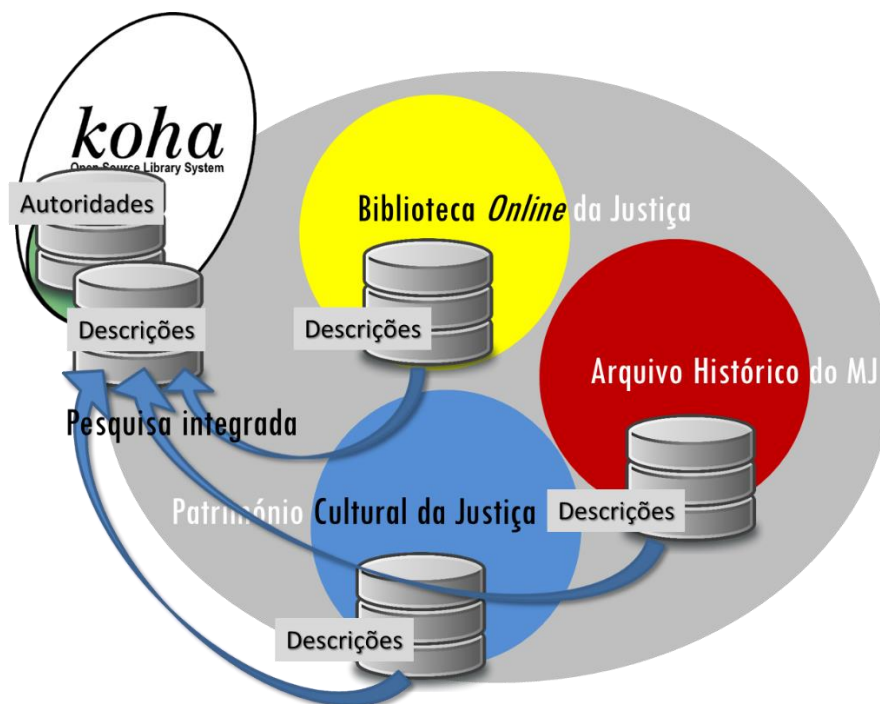 koha
Open Source Library System
Autoridades
Biblioteca Online da Justiça
Descrições
Descrições
Arquivo Histórico do MJ
Pesquisa integrada
Património Cultural da Justiça
Descrições
Descrições